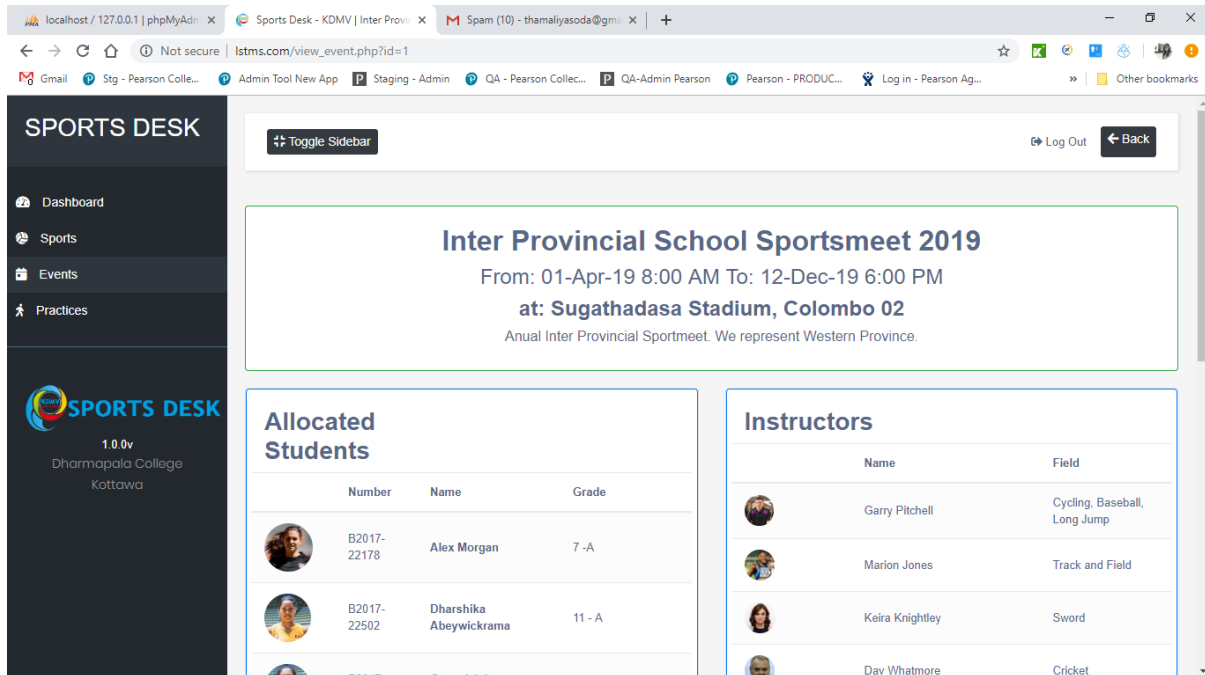 localhost / 127.0.0.1 | phpMyAdm
Sports Desk - KDMV | Inter Provin
Spam (10) - thamaliyasoda@gma
Not secure | lstms.com/view_event.php?id=1
Gmail
Stg - Pearson Colle...
Admin Tool New App
Staging - Admin
QA - Pearson Collec...
QA-Admin Pearson
Pearson - PRODUC...
Log in - Pearson Ag...
»
Other bookmarks
SPORTS DESK
Toggle Sidebar
Log Out
Back
Dashboard
Sports
Events
Practices
KDMV
SPORTS DESK
1.0.0v
Dharmapala College
Kottawa
Inter Provincial School Sportsmeet 2019
From: 01-Apr-19 8:00 AM To: 12-Dec-19 6:00 PM
at: Sugathadasa Stadium, Colombo 02
Anual Inter Provincial Sportmeet. We represent Western Province.
Allocated
Students
Number Name Grade
B2017-
22178
Alex Morgan
7 -A
B2017-
22502
Dharshika
Abeywickrama
11 - A
Instructors
Name Field
Garry Pitchell
Cycling, Baseball,
Long Jump
Marion Jones
Track and Field
Keira Knightley
Sword
Dav Whatmore
Cricket